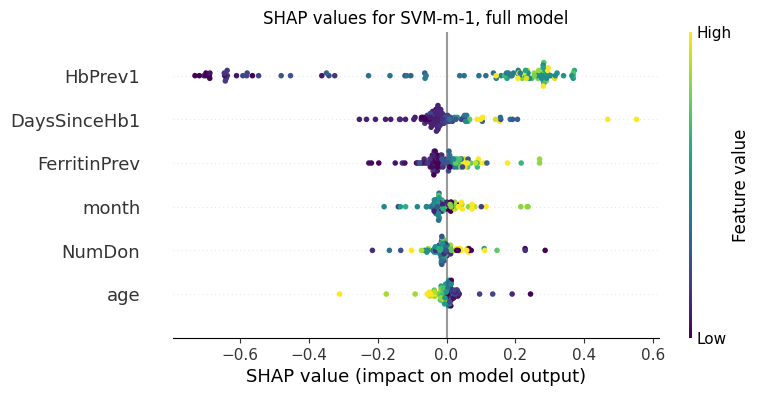 SHAP values for SVM-m-1, full model
High
HbPrev1
DaysSinceHb1
FerritinPrev
month
NumDon
age
Feature value
Low
−0.6 −0.4 −0.2 0.0 0.2 0.4 0.6
SHAP value (impact on model output)